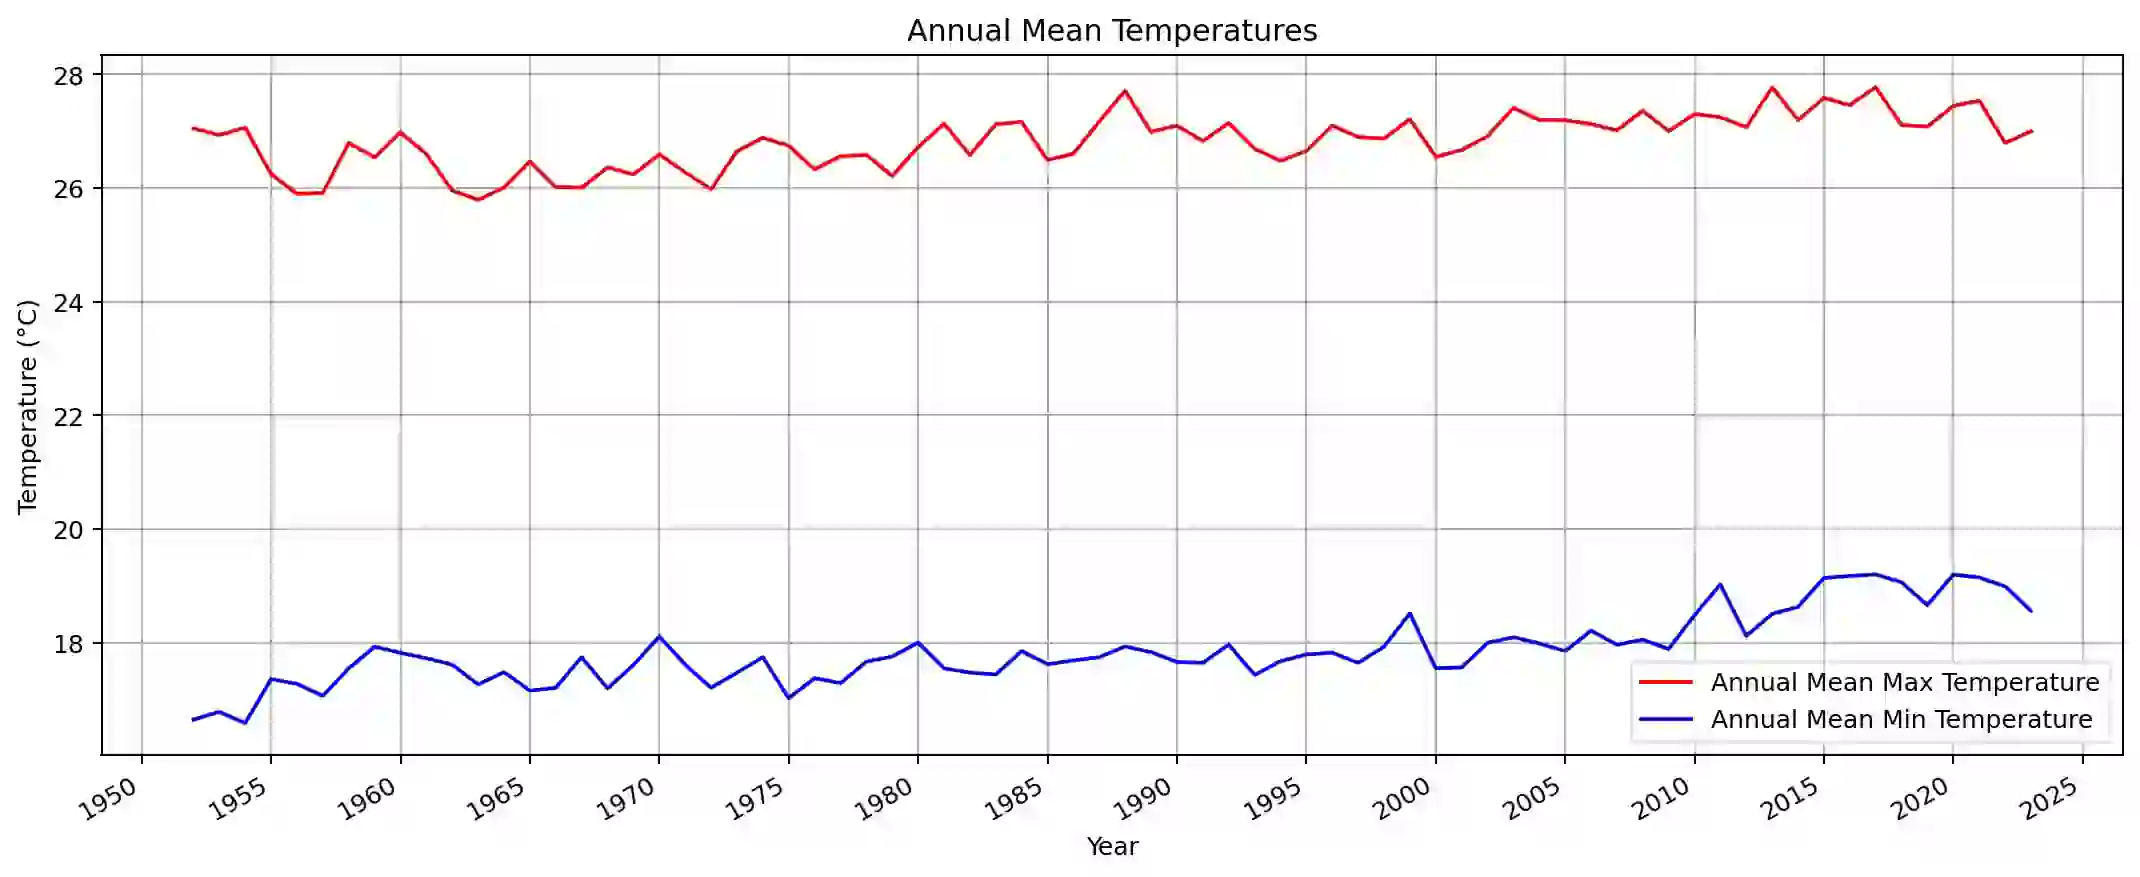 Annual Mean Temperatures
28
26
24
22
20
18
Temperature (°C)
Annual Mean Max Temperature
Annual Mean Min Temperature
1950 1955 1960 1965 1970 1975 1980 1985 1990 1995 2000 2005 2010 2015 2020 2025
Year